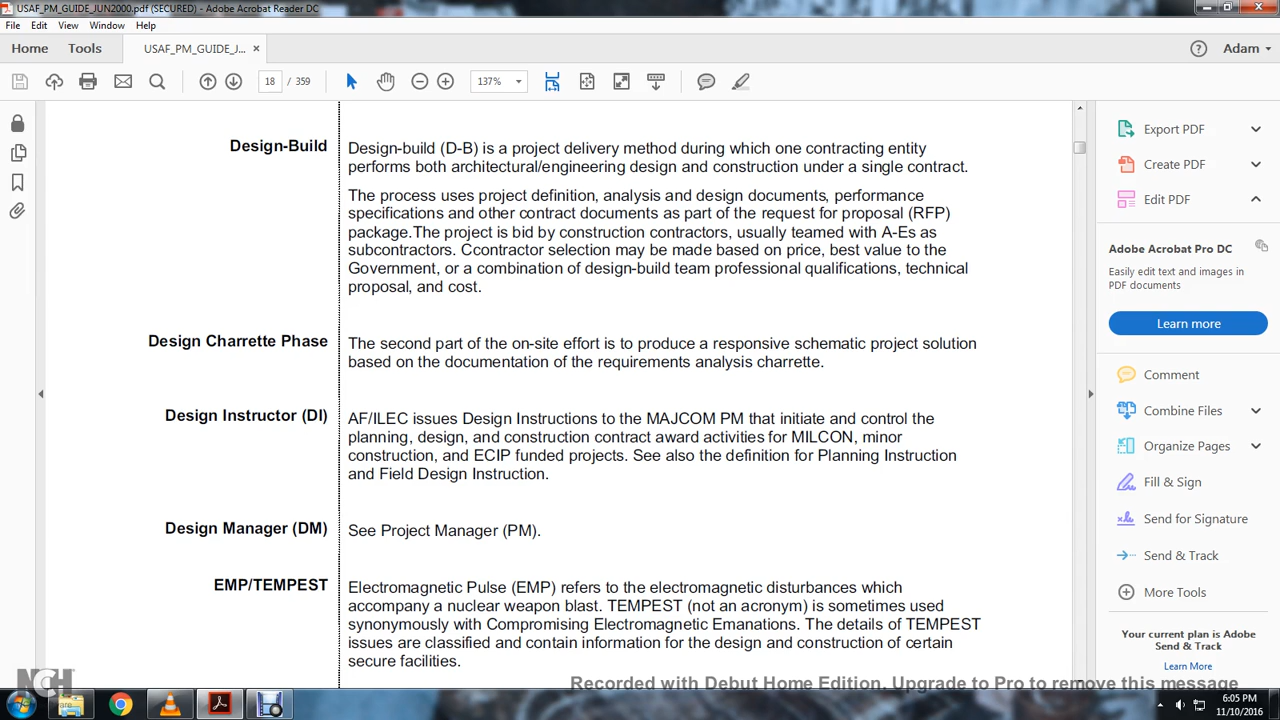 USAF_PM_GUIDE_JUN2000.pdf (SECURED) - Adobe Acrobat Reader DC
File Edit View Window Help
Home Tools USAF_PM_GUIDE_J... Adam
18 / 359 137%
Design-Build
Design-build (D-B) is a project delivery method during which one contracting entity
performs both architectural/engineering design and construction under a single contract.
The process uses project definition, analysis and design documents, performance
specifications and other contract documents as part of the request for proposal (RFP)
package.The project is bid by construction contractors, usually teamed with A-Es as
subcontractors. Ccontractor selection may be made based on price, best value to the
Government, or a combination of design-build team professional qualifications, technical
proposal, and cost.
Design Charrette Phase
The second part of the on-site effort is to produce a responsive schematic project solution
based on the documentation of the requirements analysis charrette.
Design Instructor (DI)
AF/ILEC issues Design Instructions to the MAJCOM PM that initiate and control the
planning, design, and construction contract award activities for MILCON, minor
construction, and ECIP funded projects. See also the definition for Planning Instruction
and Field Design Instruction.
Design Manager (DM)
See Project Manager (PM).
EMP/TEMPEST
Electromagnetic Pulse (EMP) refers to the electromagnetic disturbances which
accompany a nuclear weapon blast. TEMPEST (not an acronym) is sometimes used
synonymously with Compromising Electromagnetic Emanations. The details of TEMPEST
issues are classified and contain information for the design and construction of certain
secure facilities.
Export PDF
Create PDF
Edit PDF
Adobe Acrobat Pro DC
Easily edit text and images in
PDF documents
Learn more
Comment
Combine Files
Organize Pages
Fill & Sign
Send for Signature
Send & Track
More Tools
Your current plan is Adobe
Send & Track
Learn More
NCH
Recorded with Debut Home Edition. Upgrade to Pro to remove this message
6:05 PM
11/10/2016